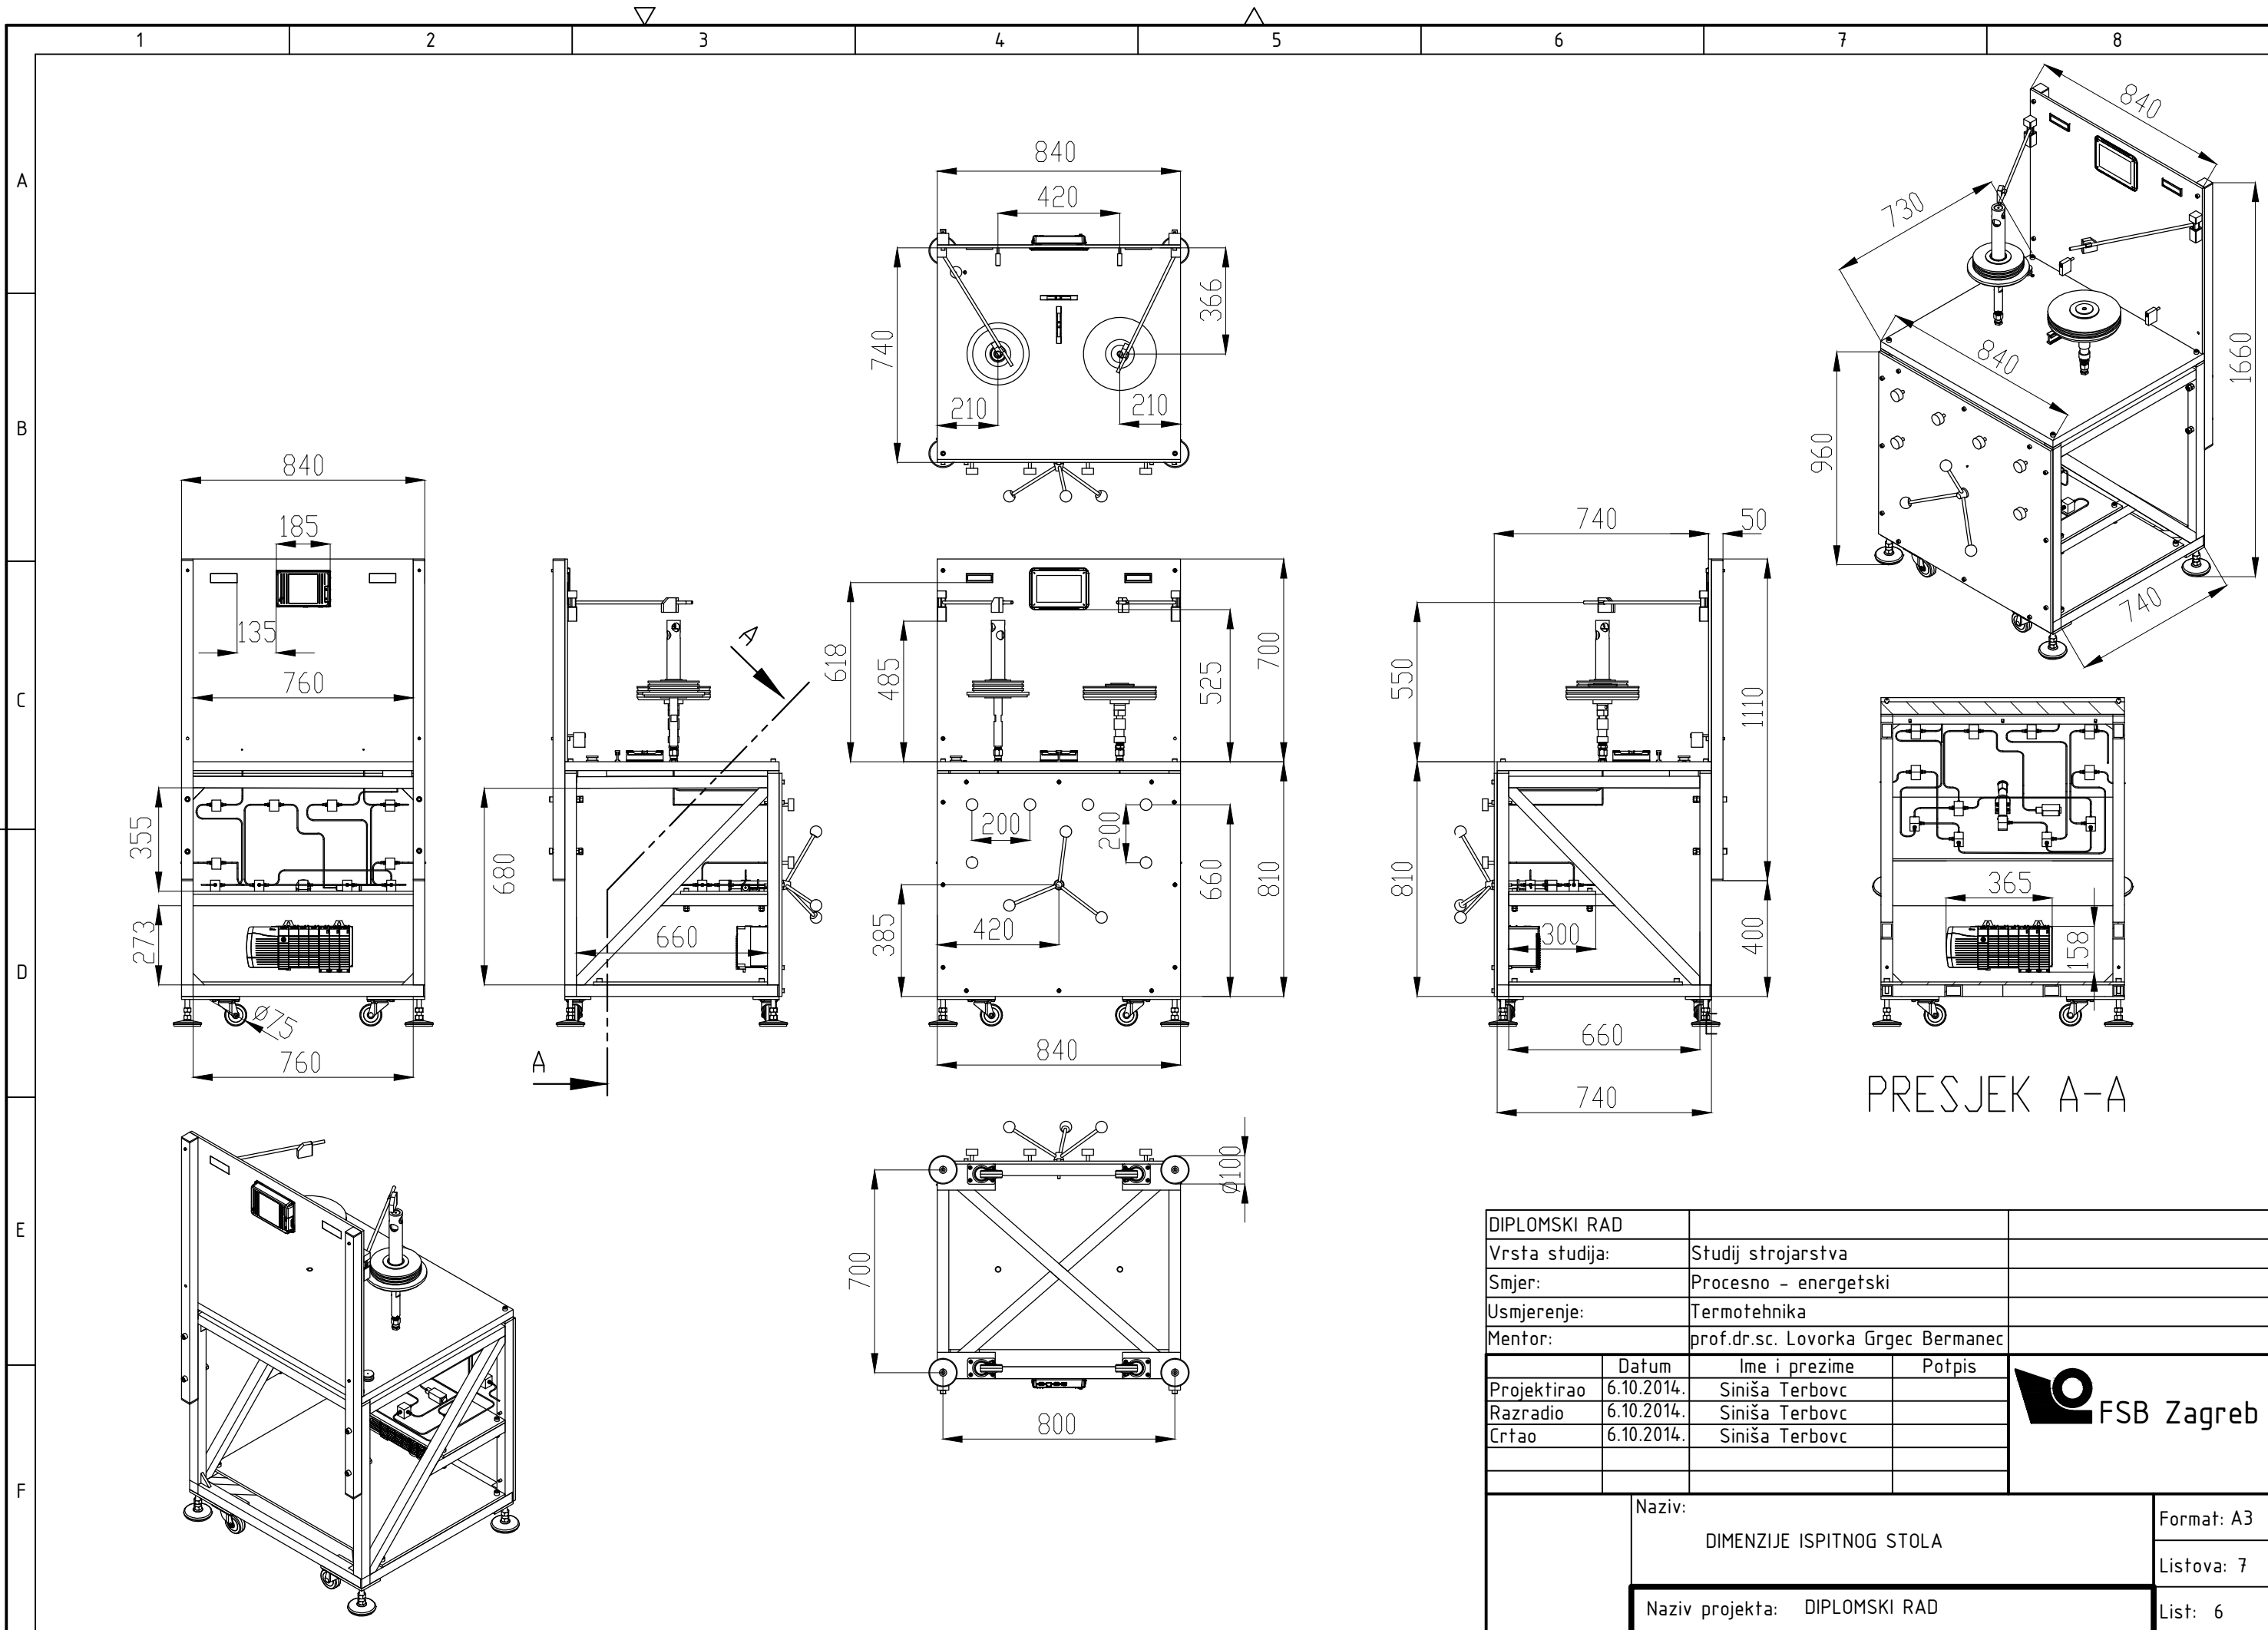 1 2 3 4 5 6 7 8
A
B
C
D
E
F
840
420
740
366
210 210
840
730
840
960
1660
740
840
185
135
760
355
273
Ø75
760
A
680
660
A
618
485
525
700
200
200
660
810
385
420
840
740 50
550
1110
810
300
400
660
740
365
158
PRESJEK A-A
Ø100
700
800
DIPLOMSKI RAD
Vrsta studija: Studij strojarstva
Smjer: Procesno - energetski
Usmjerenje: Termotehnika
Mentor: prof.dr.sc. Lovorka Grgec Bermanec
Datum Ime i prezime Potpis
Projektirao 6.10.2014. Siniša Terbovc
Razradio 6.10.2014. Siniša Terbovc
Crtao 6.10.2014. Siniša Terbovc
FSB Zagreb
Naziv:
DIMENZIJE ISPITNOG STOLA
Format: A3
Listova: 7
Naziv projekta: DIPLOMSKI RAD
List: 6